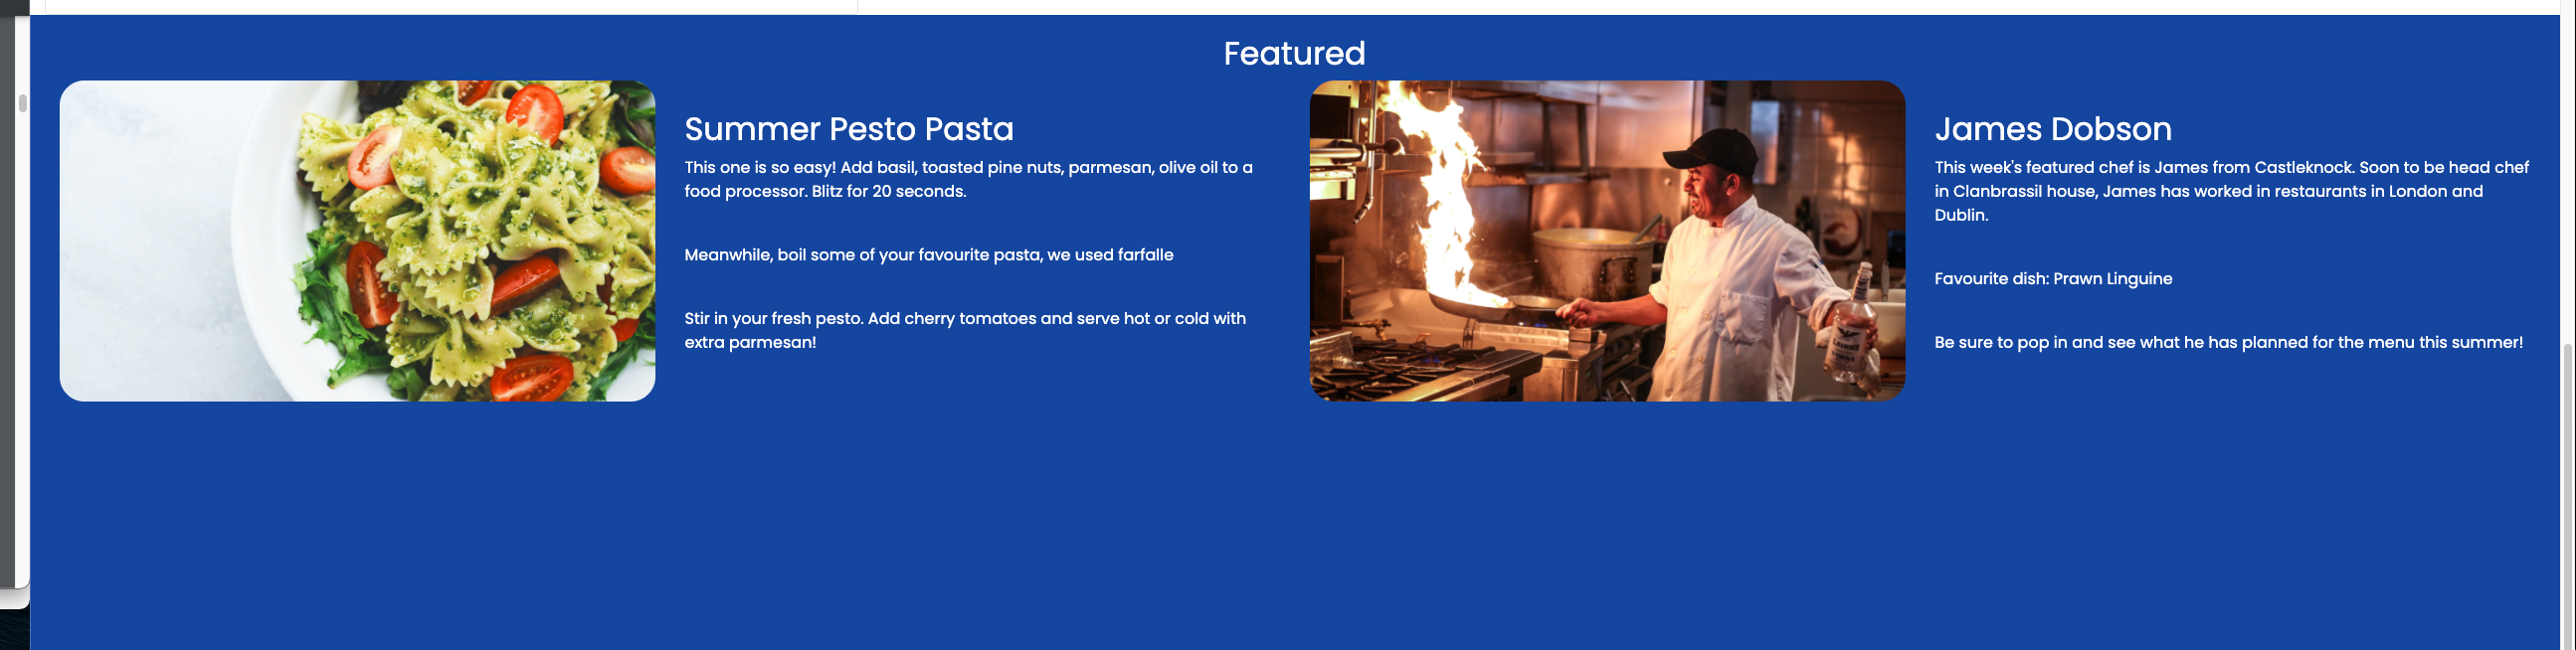 Featured
Summer Pesto Pasta
This one is so easy! Add basil, toasted pine nuts, parmesan, olive oil to a
food processor. Blitz for 20 seconds.
Meanwhile, boil some of your favourite pasta, we used farfalle
Stir in your fresh pesto. Add cherry tomatoes and serve hot or cold with
extra parmesan!
James Dobson
This week's featured chef is James from Castleknock. Soon to be head chef
in Clanbrassil house, James has worked in restaurants in London and
Dublin.
Favourite dish: Prawn Linguine
Be sure to pop in and see what he has planned for the menu this summer!